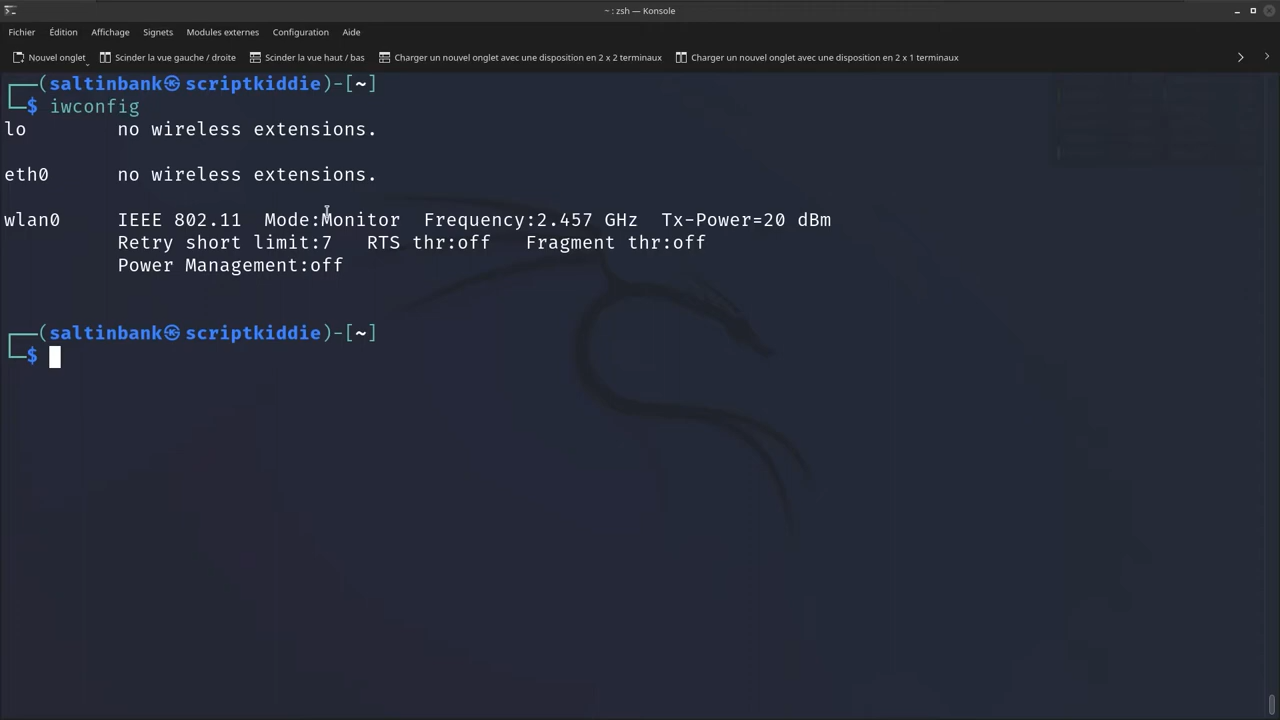 ~ : zsh — Konsole
Fichier Édition Affichage Signets Modules externes Configuration Aide
Nouvel onglet Scinder la vue gauche / droite Scinder la vue haut / bas Charger un nouvel onglet avec une disposition en 2 x 2 terminaux Charger un nouvel onglet avec une disposition en 2 x 1 terminaux
┌──(saltinbank㉿scriptkiddie)-[~]
└─$ iwconfig
lo        no wireless extensions.
eth0      no wireless extensions.
wlan0     IEEE 802.11  Mode:Monitor  Frequency:2.457 GHz  Tx-Power=20 dBm
          Retry short limit:7   RTS thr:off   Fragment thr:off
          Power Management:off
┌──(saltinbank㉿scriptkiddie)-[~]
└─$